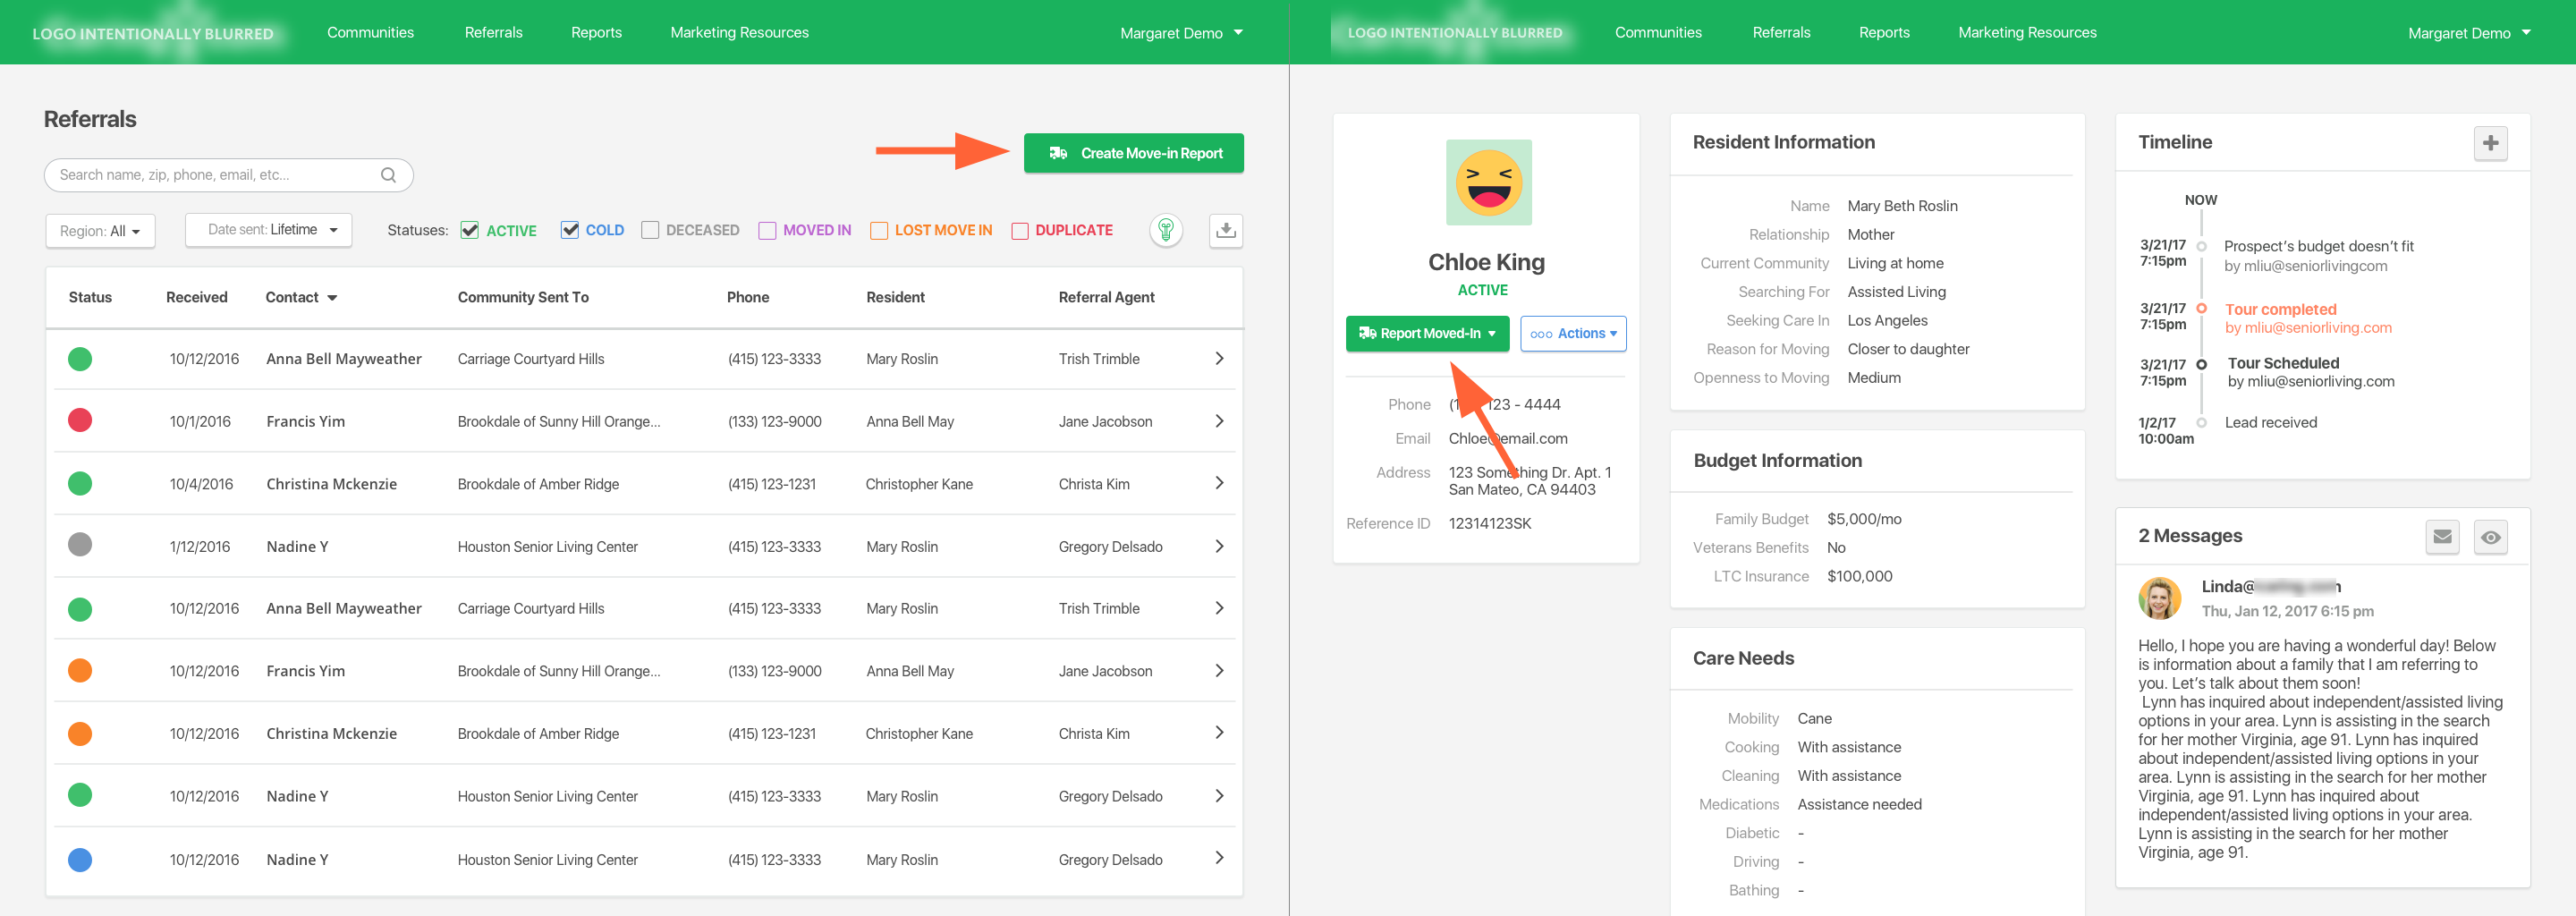 LOGO INTENTIONALLY BLURRED
Communities
Referrals
Reports
Marketing Resources
Margaret Demo
Referrals
Create Move-in Report
Search name, zip, phone, email, etc...
Region: All
Date sent: Lifetime
Statuses: ACTIVE COLD DECEASED MOVED IN LOST MOVE IN DUPLICATE
Status Received Contact Community Sent To Phone Resident Referral Agent
10/12/2016 Anna Bell Mayweather Carriage Courtyard Hills (415) 123-3333 Mary Roslin Trish Trimble
10/1/2016 Francis Yim Brookdale of Sunny Hill Orange... (133) 123-9000 Anna Bell May Jane Jacobson
10/4/2016 Christina Mckenzie Brookdale of Amber Ridge (415) 123-1231 Christopher Kane Christa Kim
1/12/2016 Nadine Y Houston Senior Living Center (415) 123-3333 Mary Roslin Gregory Delsado
10/12/2016 Anna Bell Mayweather Carriage Courtyard Hills (415) 123-3333 Mary Roslin Trish Trimble
10/12/2016 Francis Yim Brookdale of Sunny Hill Orange... (133) 123-9000 Anna Bell May Jane Jacobson
10/12/2016 Christina Mckenzie Brookdale of Amber Ridge (415) 123-1231 Christopher Kane Christa Kim
10/12/2016 Nadine Y Houston Senior Living Center (415) 123-3333 Mary Roslin Gregory Delsado
10/12/2016 Nadine Y Houston Senior Living Center (415) 123-3333 Mary Roslin Gregory Delsado
LOGO INTENTIONALLY BLURRED
Communities
Referrals
Reports
Marketing Resources
Margaret Demo
Chloe King
ACTIVE
Report Moved-In
Actions
Phone 123 - 4444
Email Chloe@email.com
Address 123 Something Dr. Apt. 1
San Mateo, CA 94403
Reference ID 12314123SK
Resident Information
Name Mary Beth Roslin
Relationship Mother
Current Community Living at home
Searching For Assisted Living
Seeking Care In Los Angeles
Reason for Moving Closer to daughter
Openness to Moving Medium
Budget Information
Family Budget $5,000/mo
Veterans Benefits No
LTC Insurance $100,000
Care Needs
Mobility Cane
Cooking With assistance
Cleaning With assistance
Medications Assistance needed
Diabetic -
Driving -
Bathing -
Timeline
NOW
3/21/17 Prospect's budget doesn't fit
7:15pm by mliu@seniorlivingcom
3/21/17 Tour completed
7:15pm by mliu@seniorliving.com
3/21/17 Tour Scheduled
7:15pm by mliu@seniorliving.com
1/2/17 Lead received
10:00am
2 Messages
Linda@
Thu, Jan 12, 2017 6:15 pm
Hello, I hope you are having a wonderful day! Below
is information about a family that I am referring to
you. Let's talk about them soon!
Lynn has inquired about independent/assisted living
options in your area. Lynn is assisting in the search
for her mother Virginia, age 91. Lynn has inquired
about independent/assisted living options in your
area. Lynn is assisting in the search for her mother
Virginia, age 91. Lynn has inquired about
independent/assisted living options in your area.
Lynn is assisting in the search for her mother
Virginia, age 91.